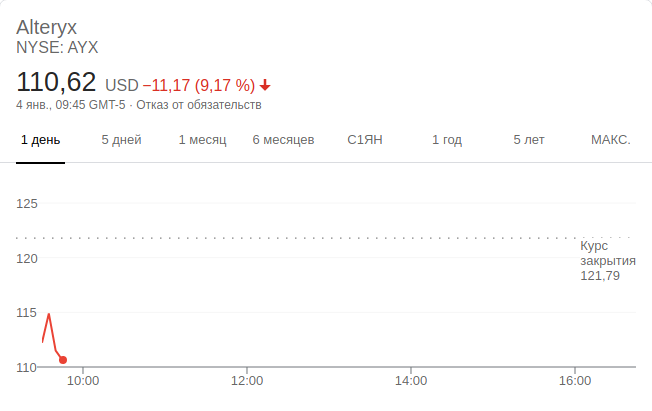 Alteryx
NYSE: AYX
110,62 USD −11,17 (9,17 %)
4 янв., 09:45 GMT-5 · Отказ от обязательств
1 день 5 дней 1 месяц 6 месяцев С1ЯН 1 год 5 лет МАКС.
125
Курс
закрытия
121,79
120
115
110
10:00 12:00 14:00 16:00